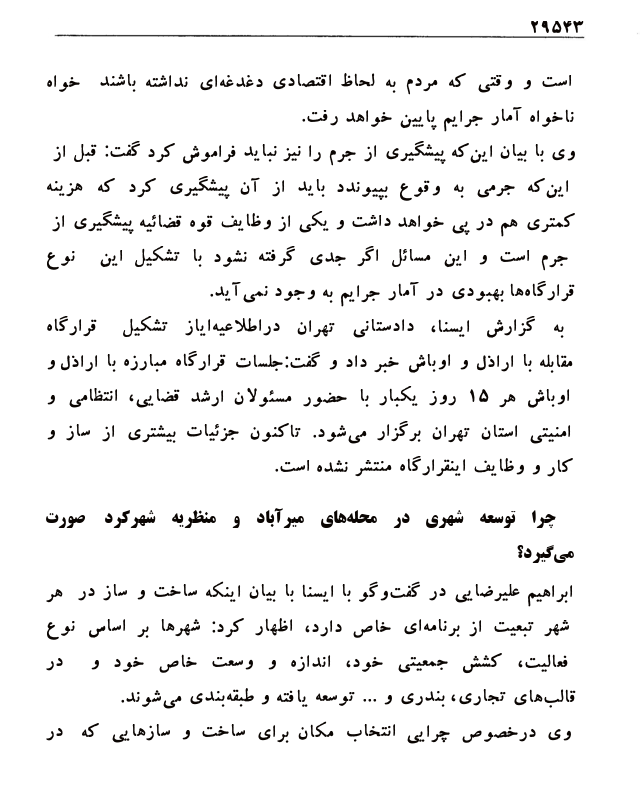 ۲۹۵۴۳
است و وقتی که مردم به لحاظ اقتصادی دغدغه‌ای نداشته باشند خواه
ناخواه آمار جرایم پایین خواهد رفت.
وی با بیان این‌که پیشگیری از جرم را نیز نباید فراموش کرد گفت: قبل از
این‌که جرمی به وقوع بپیوندد باید از آن پیشگیری کرد که هزینه
کمتری هم در پی خواهد داشت و یکی از وظایف قوه قضائیه پیشگیری از
جرم است و این مسائل اگر جدی گرفته نشود با تشکیل این نوع
قرارگاه‌ها بهبودی در آمار جرایم به وجود نمی‌آید.
به گزارش ایسنا، دادستانی تهران دراطلاعیه‌ایاز تشکیل قرارگاه
مقابله با اراذل و اوباش خبر داد و گفت:جلسات قرارگاه مبارزه با اراذل و
اوباش هر ۱۵ روز یکبار با حضور مسئولان ارشد قضایی، انتظامی و
امنیتی استان تهران برگزار می‌شود. تاکنون جزئیات بیشتری از ساز و
کار و وظایف اینقرارگاه منتشر نشده است.
چرا توسعه شهری در محله‌های میرآباد و منظریه شهرکرد صورت
می‌گیرد؟
ابراهیم علیرضایی در گفت‌وگو با ایسنا با بیان اینکه ساخت و ساز در هر
شهر تبعیت از برنامه‌ای خاص دارد، اظهار کرد: شهرها بر اساس نوع
فعالیت، کشش جمعیتی خود، اندازه و وسعت خاص خود و در
قالب‌های تجاری، بندری و ... توسعه یافته و طبقه‌بندی می‌شوند.
وی درخصوص چرایی انتخاب مکان برای ساخت و سازهایی که در